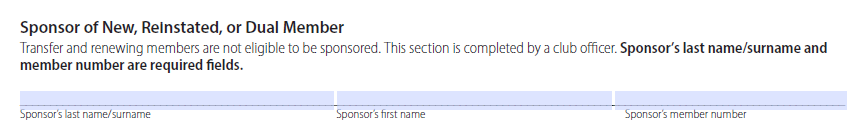 Sponsor of New, ReInstated, or Dual Member
Transfer and renewing members are not eligible to be sponsored. This section is completed by a club officer. Sponsor's last name/surname and
member number are required fields.
Sponsor's last name/surname Sponsor's first name Sponsor's member number